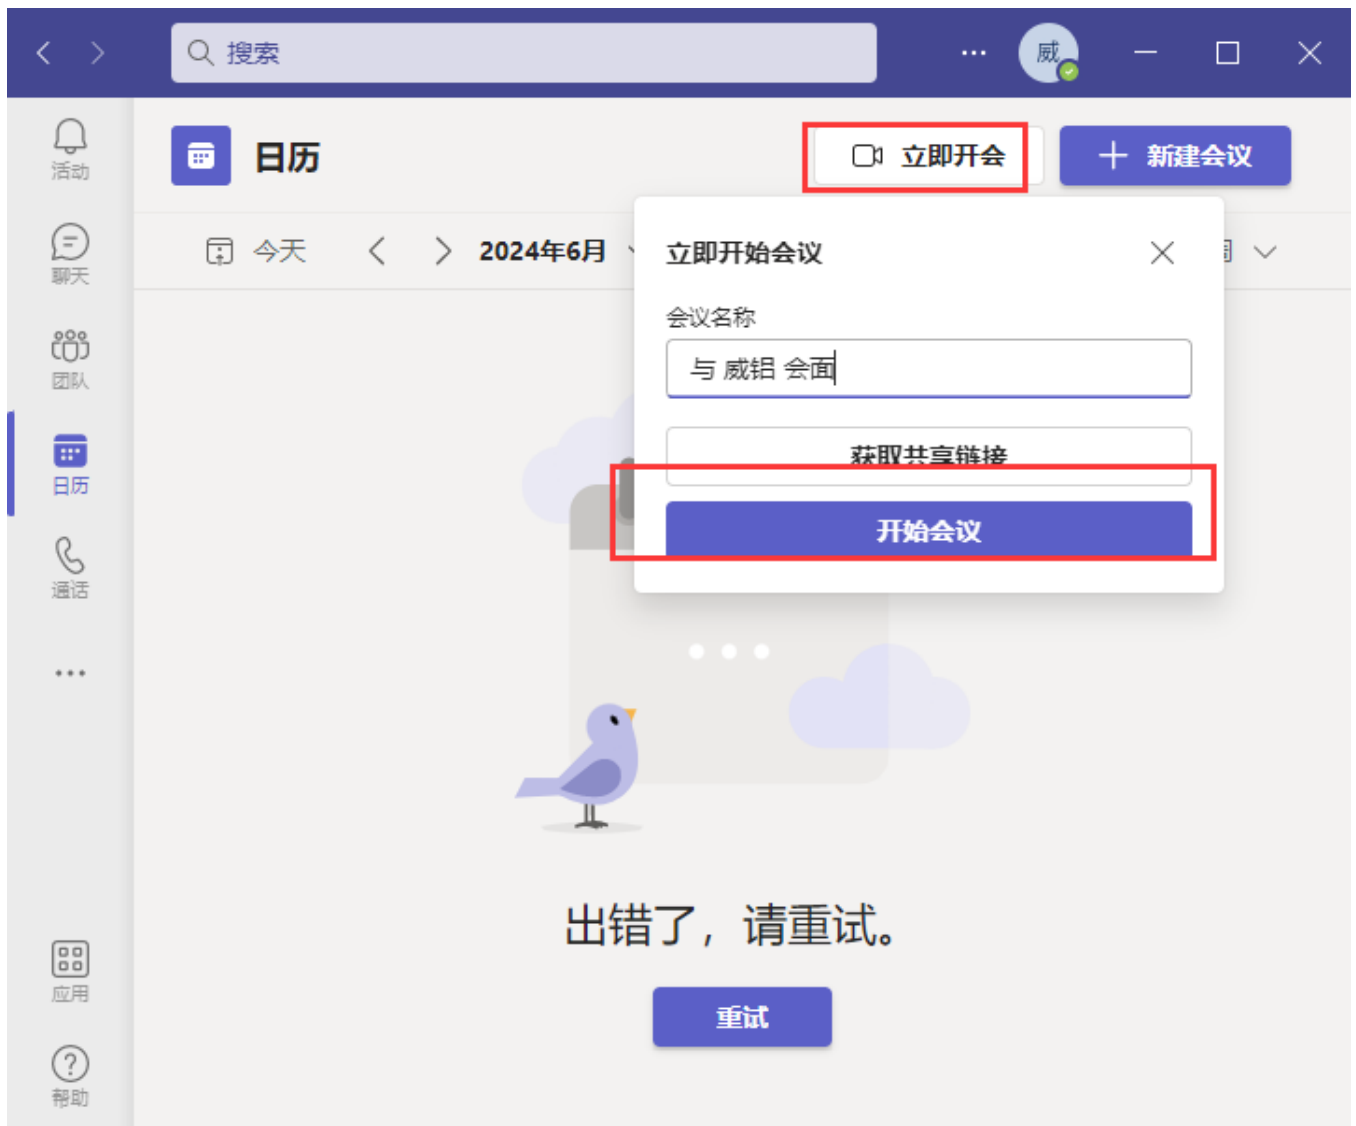 搜索
威
活动
聊天
团队
日历
通话
应用
帮助
日历
立即开会
新建会议
今天
2024年6月
周
立即开始会议
会议名称
与 威铝 会面
获取共享链接
开始会议
出错了，请重试。
重试